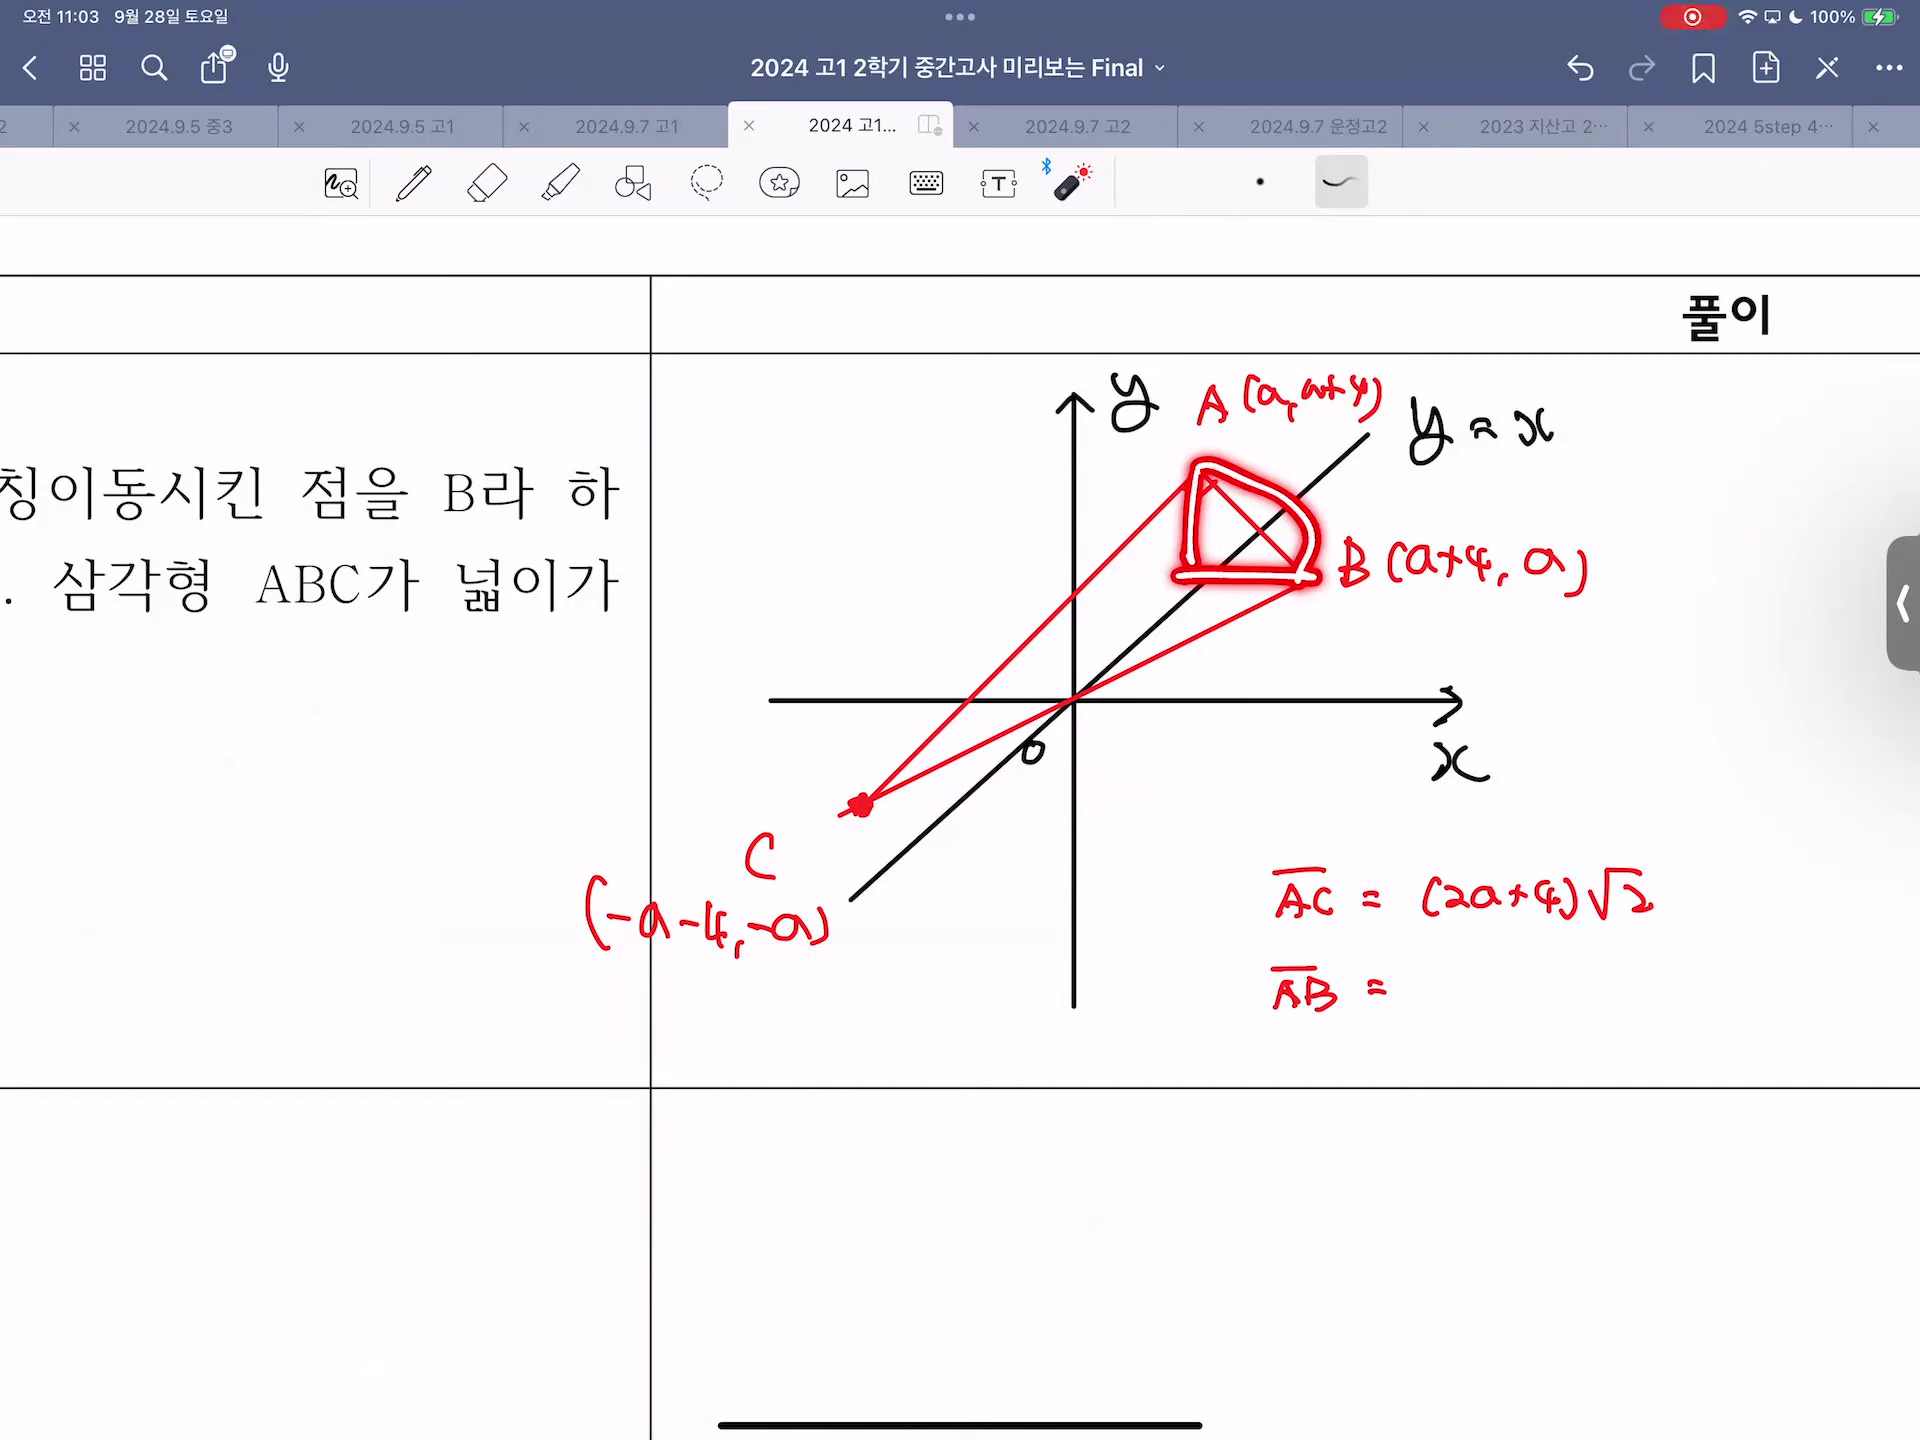 오전 11:03 9월 28일 토요일
100%
2024 고1 2학기 중간고사 미리보는 Final
2 2024.9.5 중3 2024.9.5 고1 2024.9.7 고1 2024 고1... 2024.9.7 고2 2024.9.7 운정고2 2023 지산고 2··· 2024 5step 4···
풀이
y A (a, a+4) y = x
칭이동시킨 점을 B라 하
B (a+4, a)
. 삼각형 ABC가 넓이가
O
x
C
(-a-4, -a)
AC = (2a+4)√2
AB =